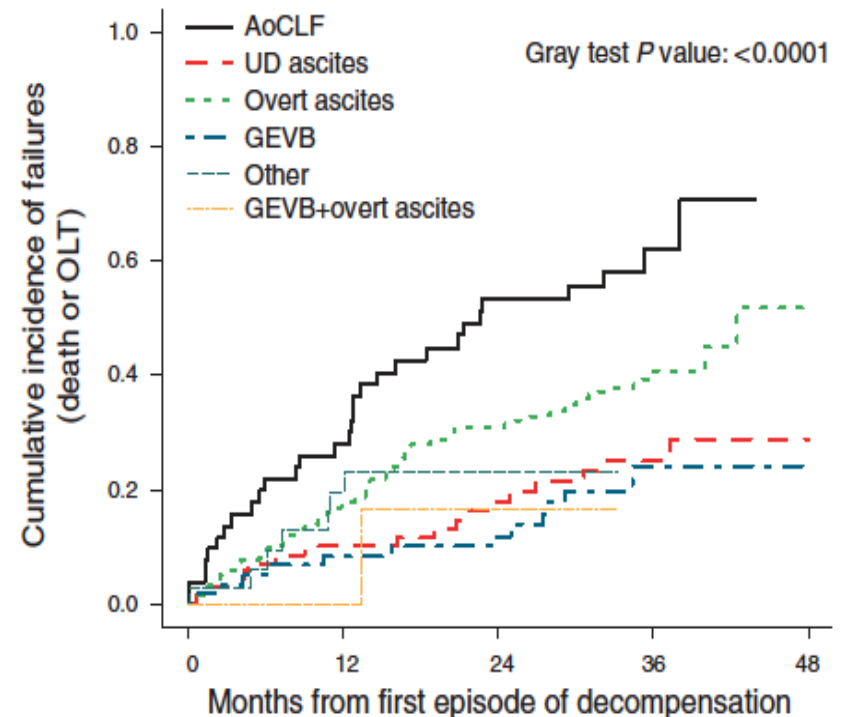 AoCLF
UD ascites
Overt ascites
GEVB
Other
GEVB+overt ascites
Gray test P value: <0.0001
Cumulative incidence of failures
(death or OLT)
1.0
0.8
0.6
0.4
0.2
0.0
0 12 24 36 48
Months from first episode of decompensation